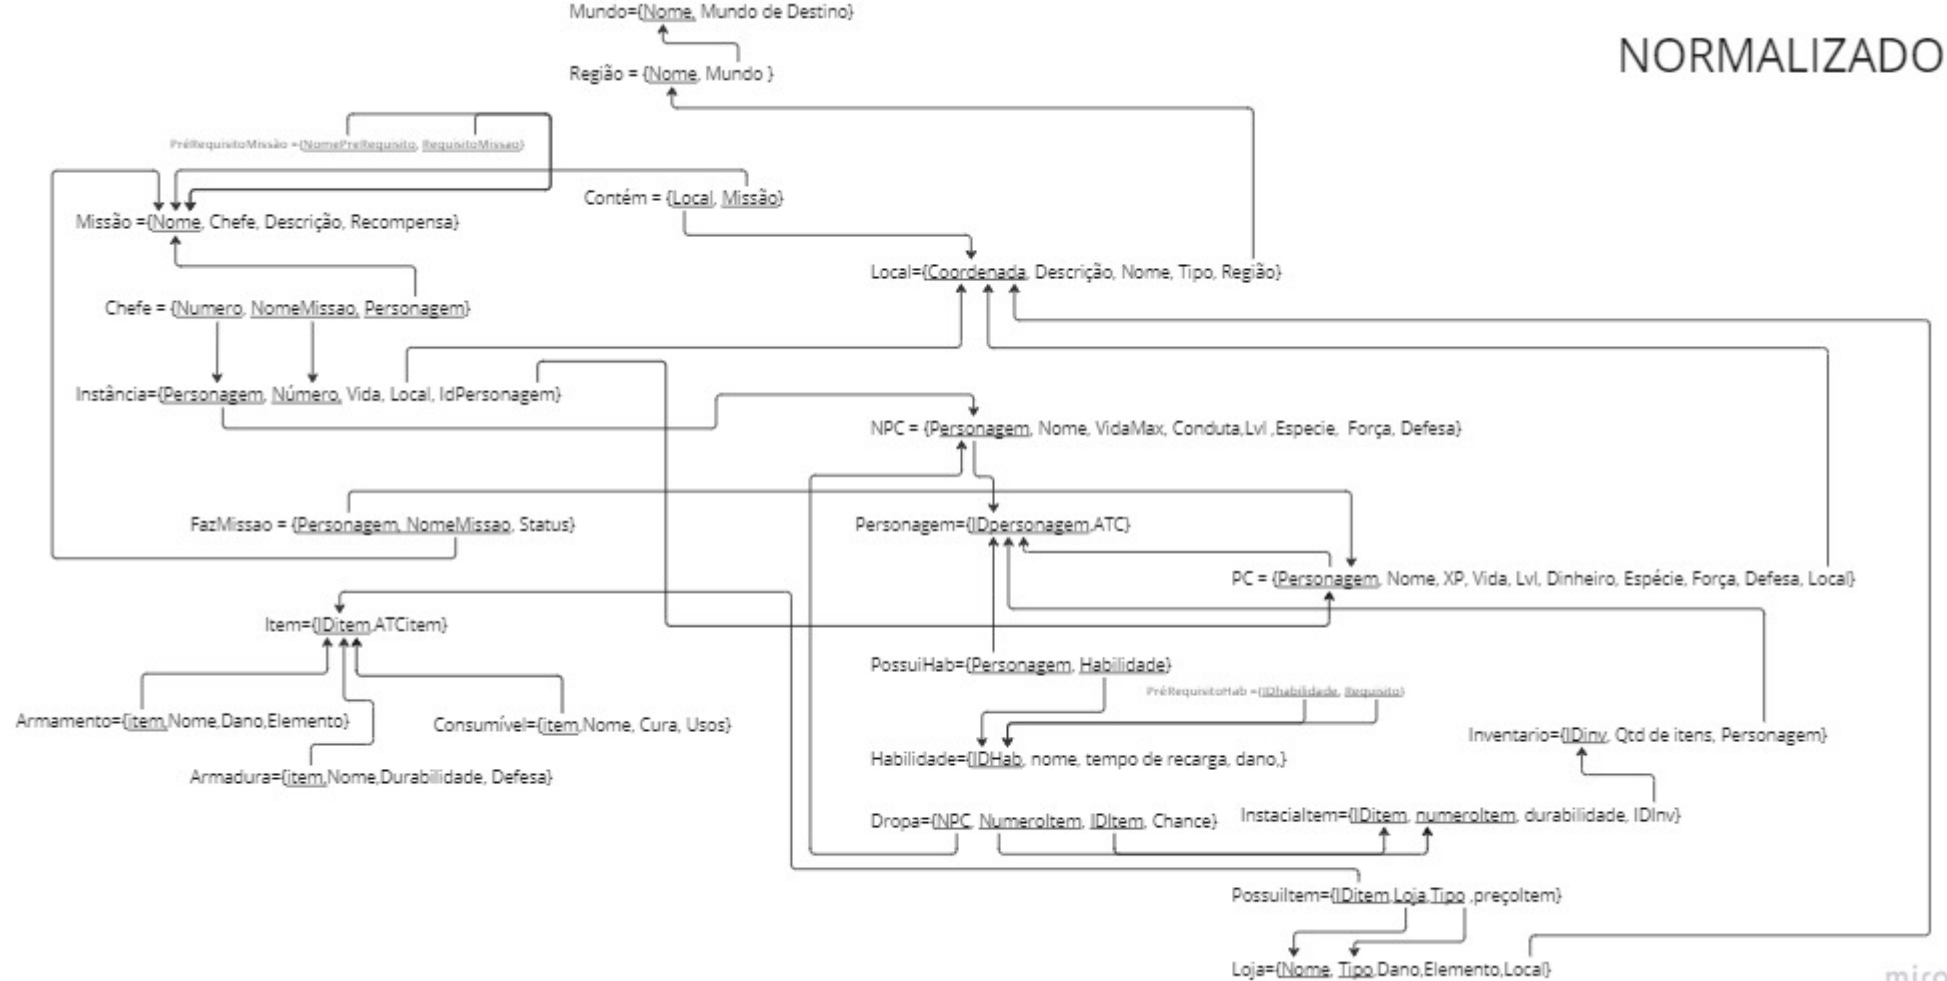 Mundo={Nome, Mundo de Destino}
NORMALIZADO
Região = {Nome, Mundo }
PréRequisitoMissão ={NomePreRequisito, RequisitoMissao}
Contém = {Local, Missão}
Missão ={Nome, Chefe, Descrição, Recompensa}
Local={Coordenada, Descrição, Nome, Tipo, Região}
Chefe = {Numero, NomeMissao, Personagem}
Instância={Personagem, Número, Vida, Local, IdPersonagem}
NPC = {Personagem, Nome, VidaMax, Conduta,Lvl ,Especie, Força, Defesa}
FazMissao = {Personagem, NomeMissao, Status}
Personagem={IDpersonagem,ATC}
PC = {Personagem, Nome, XP, Vida, Lvl, Dinheiro, Espécie, Força, Defesa, Local}
Item={IDitem,ATCitem}
PossuiHab={Personagem, Habilidade}
PréRequisitoHab ={IDhabilidade, Requisito}
Armamento={item,Nome,Dano,Elemento}
Consumível={item,Nome, Cura, Usos}
Inventario={IDinv, Qtd de itens, Personagem}
Habilidade={IDHab, nome, tempo de recarga, dano,}
Armadura={item,Nome,Durabilidade, Defesa}
Dropa={NPC, NumeroItem, IDItem, Chance}
InstaciaItem={IDitem, numeroItem, durabilidade, IDInv}
PossuiItem={IDitem,Loja,Tipo ,preçoItem}
Loja={Nome, Tipo,Dano,Elemento,Local}
miro